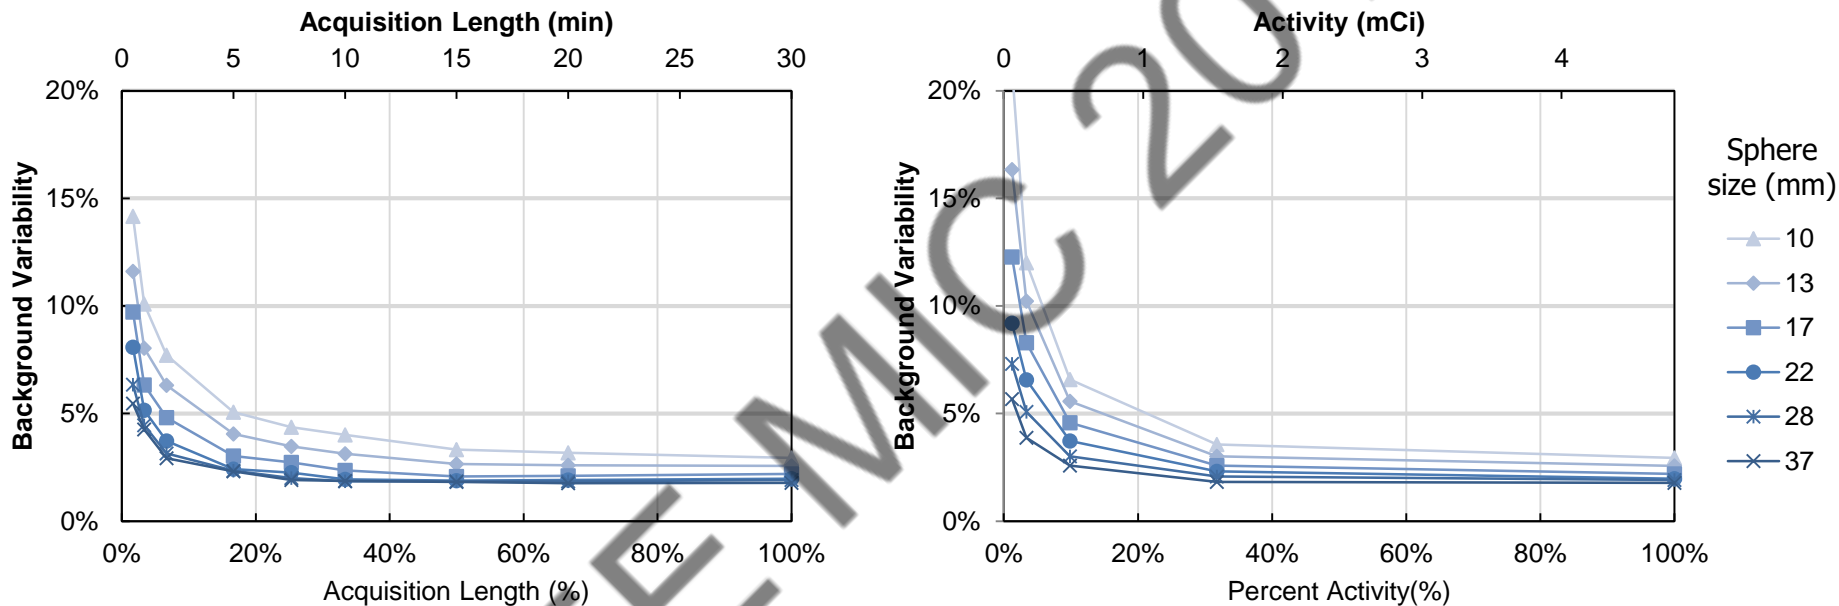 Acquisition Length (min)
0 5 10 15 20 25 30
20%
15%
10%
5%
0%
Background Variability
0% 20% 40% 60% 80% 100%
Acquisition Length (%)
Activity (mCi)
0 1 2 3 4
20%
15%
10%
5%
0%
Background Variability
0% 20% 40% 60% 80% 100%
Percent Activity(%)
Sphere
size (mm)
10
13
17
22
28
37
E MIC 20